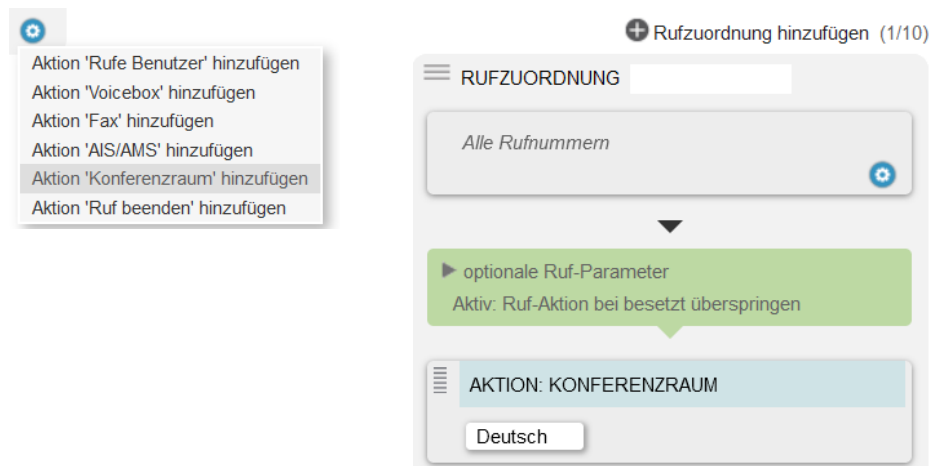 Aktion 'Rufe Benutzer' hinzufügen
Aktion 'Voicebox' hinzufügen
Aktion 'Fax' hinzufügen
Aktion 'AIS/AMS' hinzufügen
Aktion 'Konferenzraum' hinzufügen
Aktion 'Ruf beenden' hinzufügen
Rufzuordnung hinzufügen (1/10)
RUFZUORDNUNG
Alle Rufnummern
optionale Ruf-Parameter
Aktiv: Ruf-Aktion bei besetzt überspringen
AKTION: KONFERENZRAUM
Deutsch